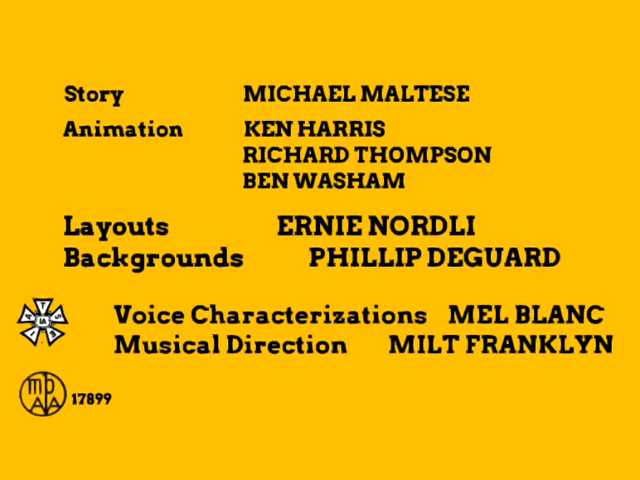 Story MICHAEL MALTESE
Animation KEN HARRIS
RICHARD THOMPSON
BEN WASHAM
Layouts ERNIE NORDLI
Backgrounds PHILLIP DEGUARD
Voice Characterizations MEL BLANC
Musical Direction MILT FRANKLYN
MPAA 17899